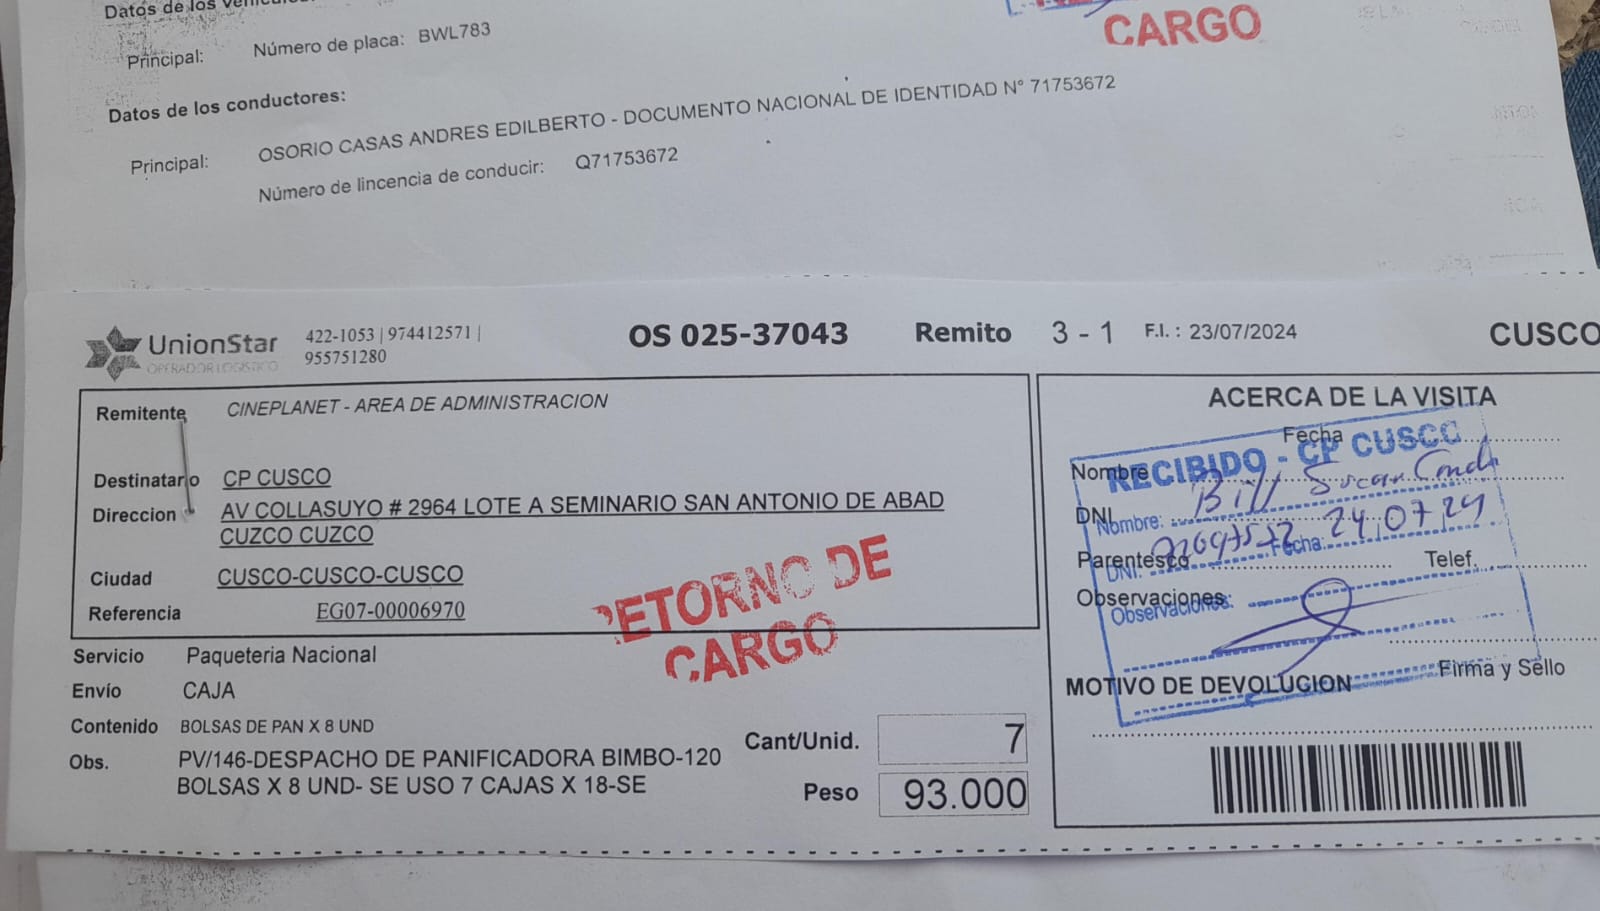 Datos de los vehículos
CARGO
Principal: Número de placa: BWL783
Datos de los conductores:
Principal: OSORIO CASAS ANDRES EDILBERTO - DOCUMENTO NACIONAL DE IDENTIDAD N° 71753672
Número de lincencia de conducir: Q71753672
UnionStar
OPERADOR LOGISTICO
422-1053 | 974412571 |
955751280
OS 025-37043 Remito 3 - 1 F.I. : 23/07/2024 CUSCO
Remitente CINEPLANET - AREA DE ADMINISTRACION
Destinatario CP CUSCO
Direccion AV COLLASUYO # 2964 LOTE A SEMINARIO SAN ANTONIO DE ABAD
CUZCO CUZCO
Ciudad CUSCO-CUSCO-CUSCO
Referencia EG07-00006970
RETORNO DE
CARGO
Servicio Paqueteria Nacional
Envío CAJA
Contenido BOLSAS DE PAN X 8 UND
Obs. PV/146-DESPACHO DE PANIFICADORA BIMBO-120
BOLSAS X 8 UND- SE USO 7 CAJAS X 18-SE
Cant/Unid. 7
Peso 93.000
ACERCA DE LA VISITA
Fecha
RECIBIDO - CP CUSCO
Nombre
Bill
DNI
Nombre:
Fecha: 24.07.24
Parentesco Telef.
DNI:
Observaciones:
Observaciones:
Firma y Sello
MOTIVO DE DEVOLUCION